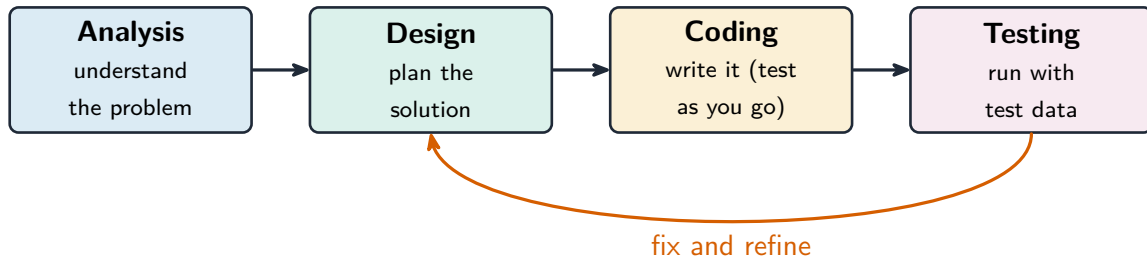 Analysis
understand
the problem
Design
plan the
solution
Coding
write it (test
as you go)
Testing
run with
test data
fix and refine